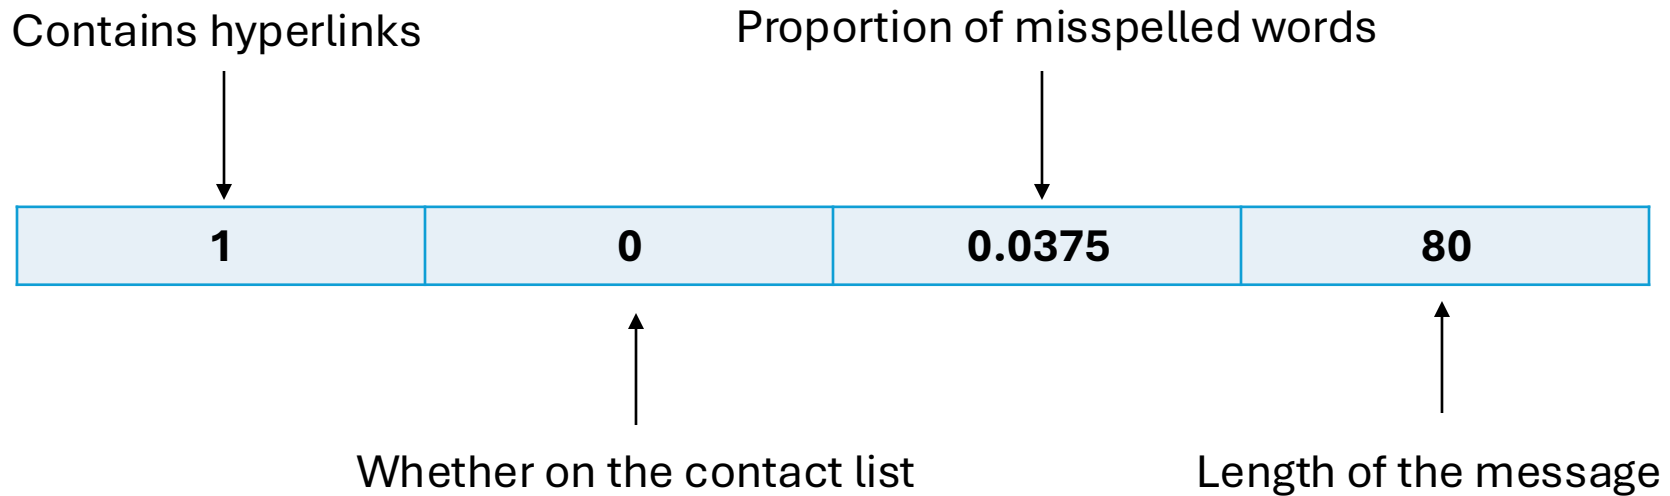 Contains hyperlinks
Proportion of misspelled words
1
0
0.0375
80
Whether on the contact list
Length of the message